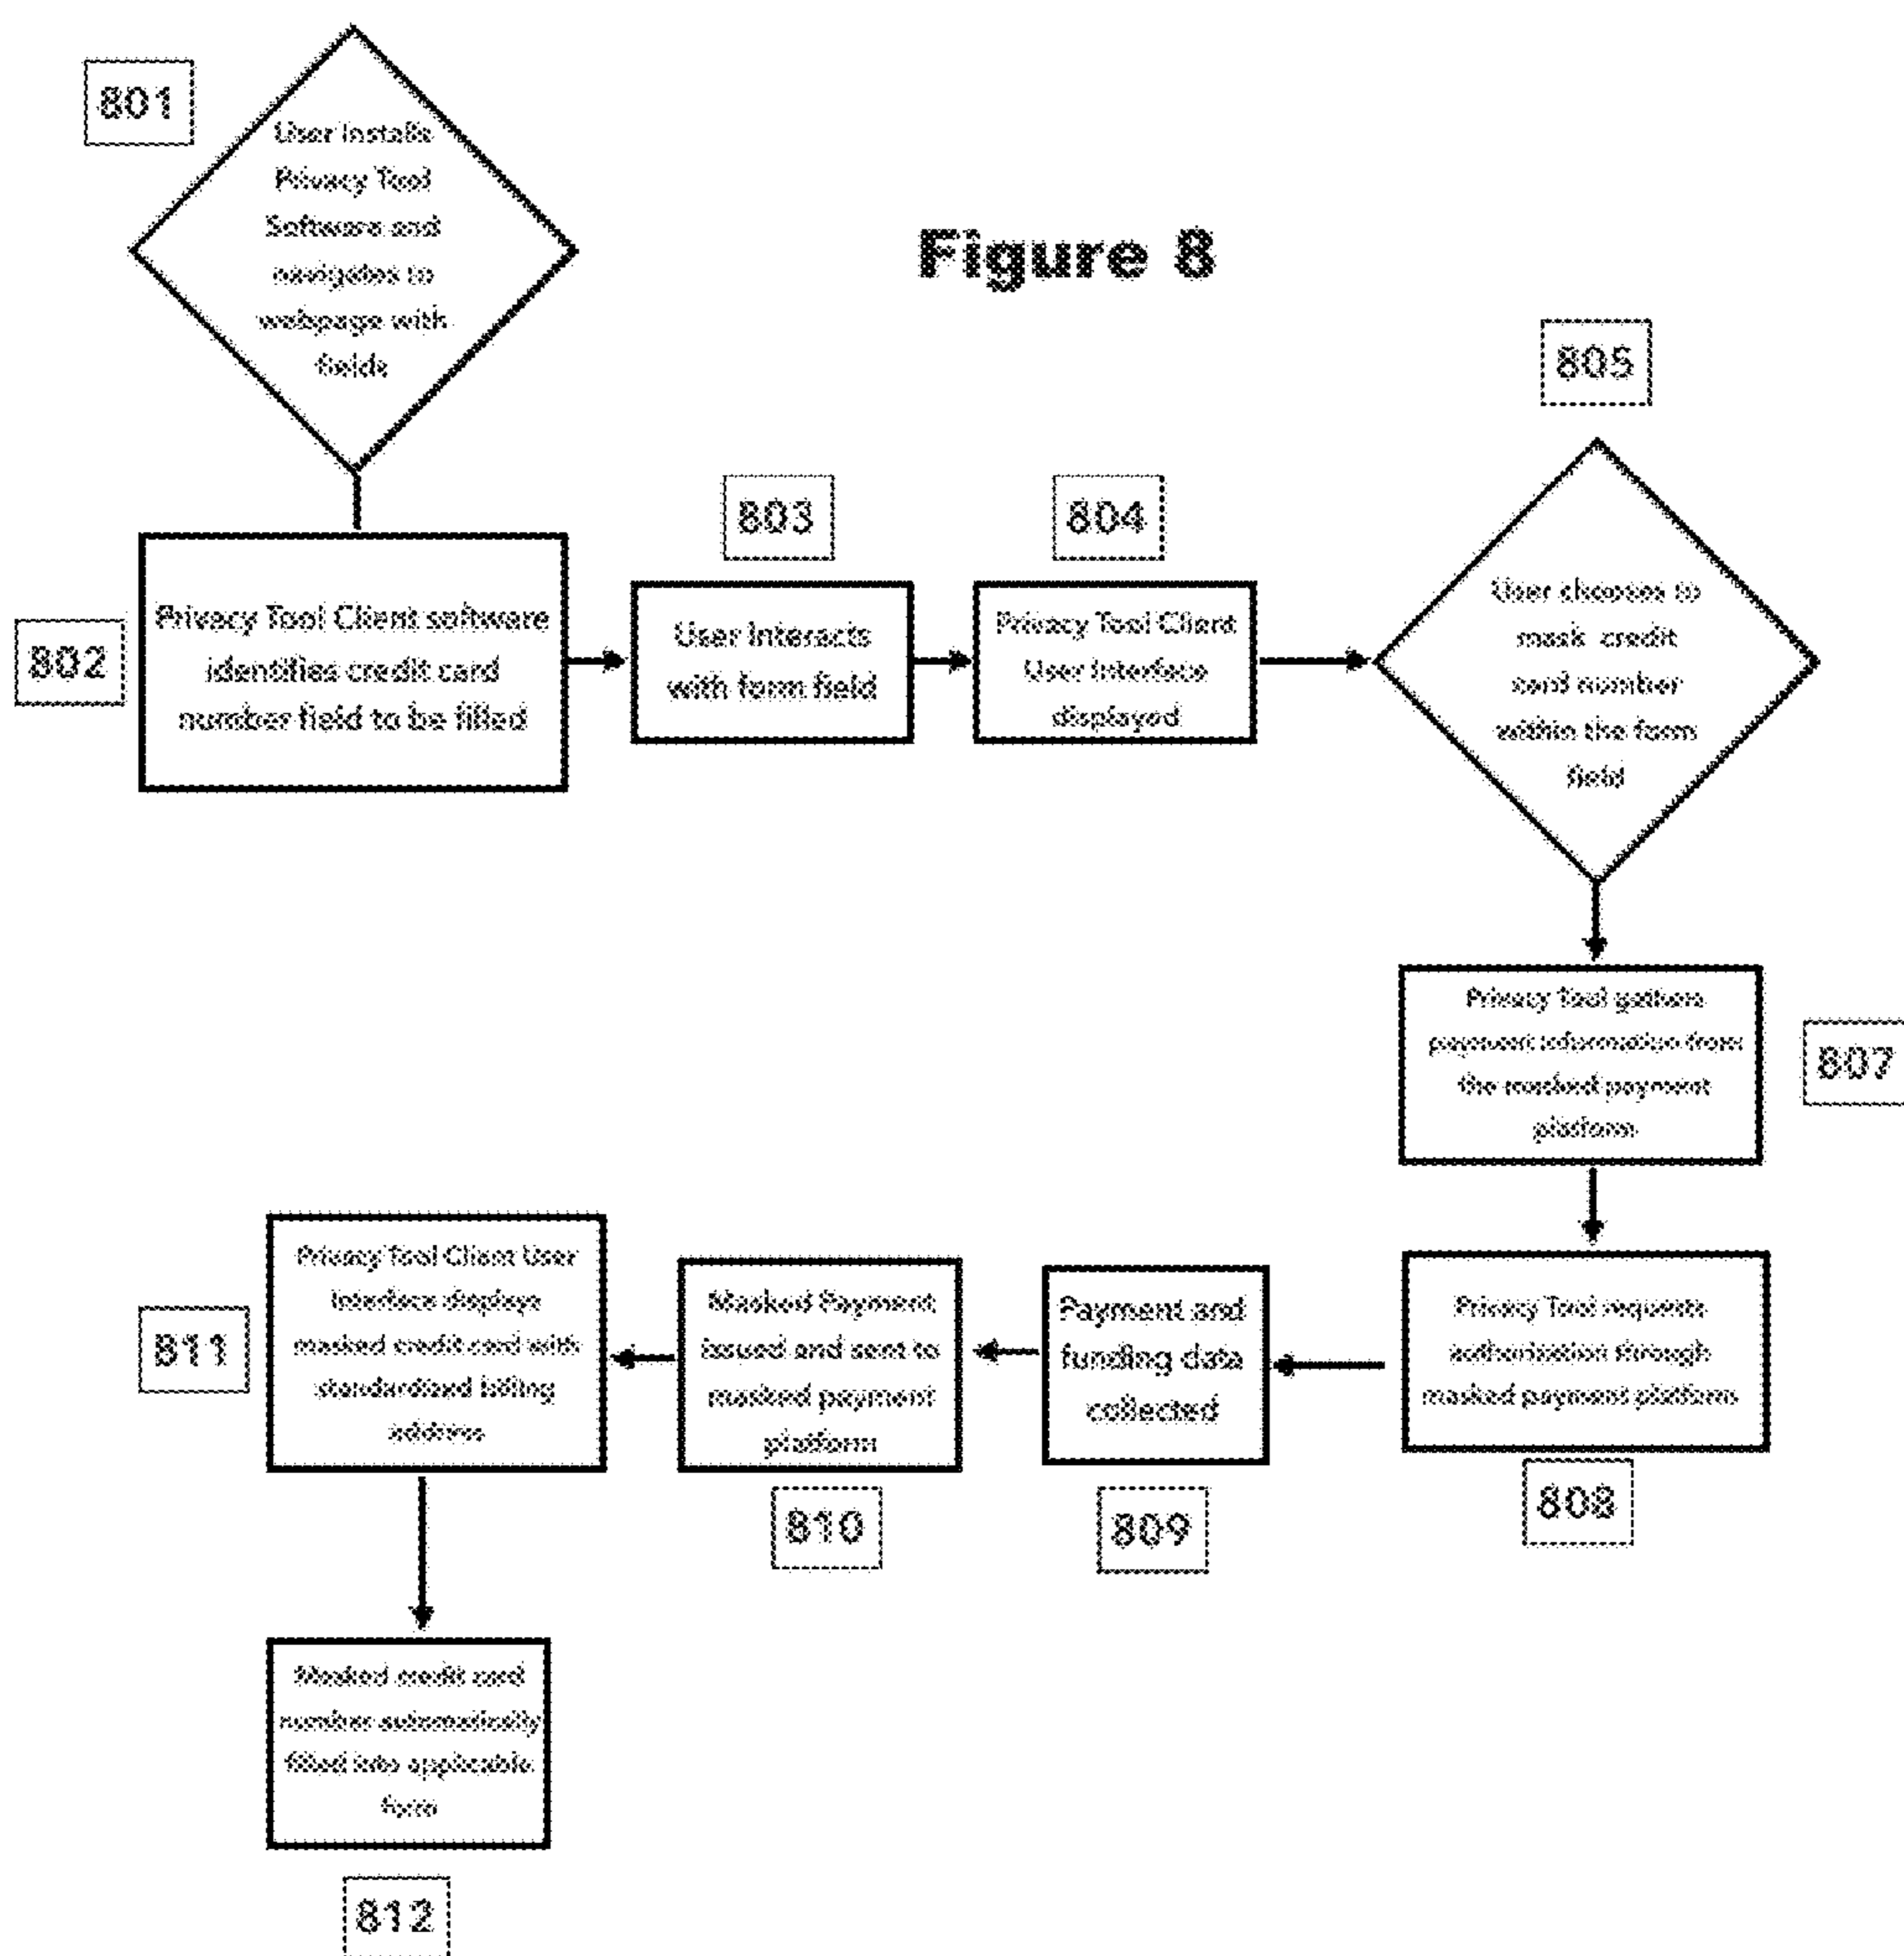 801
User installs
Privacy Tool
Software and
navigates to
webpage with
fields
Figure 8
802
Privacy Tool Client software
identifies credit card
number field to be filled
803
User Interacts
with form field
804
Privacy Tool Client
User Interface
displayed
805
User chooses to
mask credit
card number
within the form
field
807
Privacy Tool gathers
payment information from
the masked payment
platform
808
Privacy Tool requests
authorization through
masked payment platform
809
Payment and
funding data
collected
810
Masked Payment
issued and sent to
masked payment
platform
811
Privacy Tool Client User
Interface displays
masked credit card with
standardized billing
address
812
Masked credit card
number automatically
filled into applicable
form